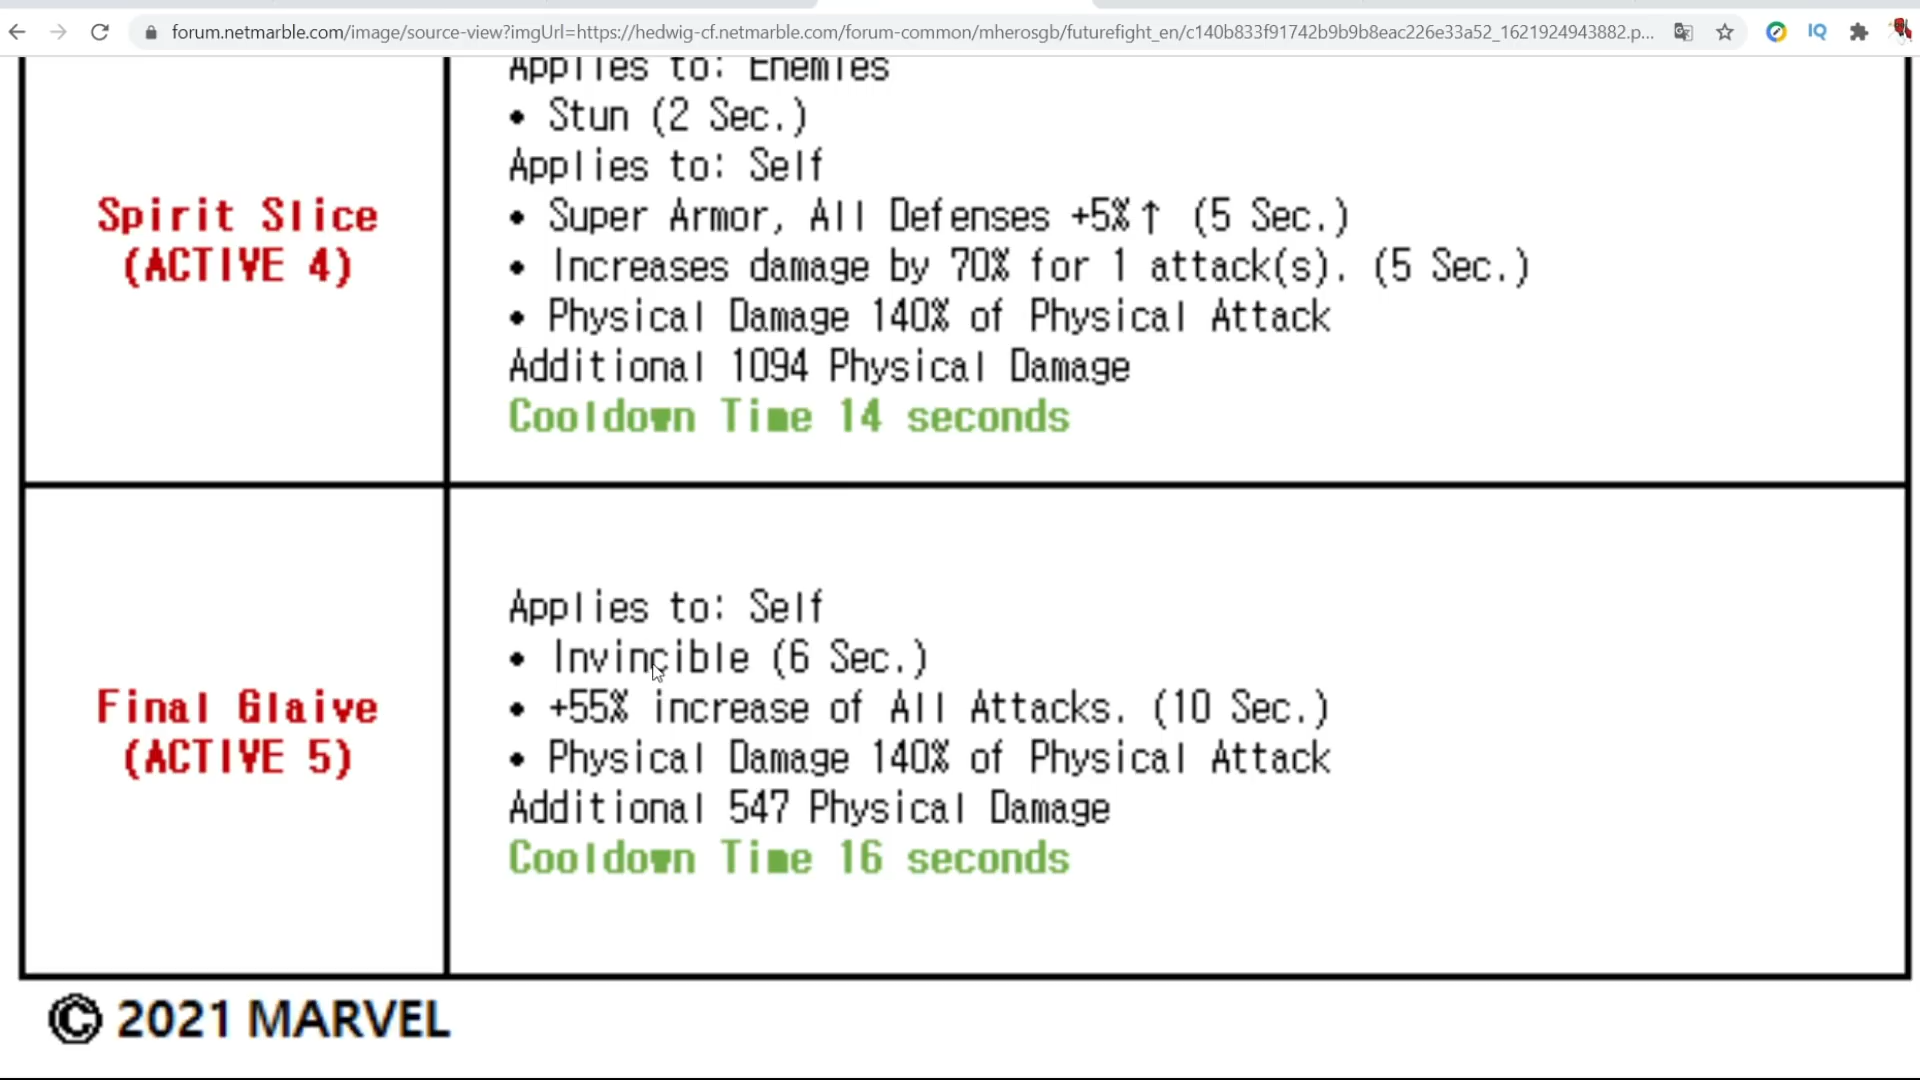 forum.netmarble.com/image/source-view?imgUrl=https://hedwig-cf.netmarble.com/forum-common/mherosgb/futurefight_en/c140b833f91742b9b9b8eac226e33a52_1621924943882.p...
IQ
Applies to: Enemies
• Stun (2 Sec.)
Applies to: Self
Spirit Slice
(ACTIVE 4)
• Super Armor, All Defenses +5%↑ (5 Sec.)
• Increases damage by 70% for 1 attack(s). (5 Sec.)
• Physical Damage 140% of Physical Attack
Additional 1094 Physical Damage
Cooldown Time 14 seconds
Applies to: Self
• Invincible (6 Sec.)
Final Glaive
(ACTIVE 5)
• +55% increase of All Attacks. (10 Sec.)
• Physical Damage 140% of Physical Attack
Additional 547 Physical Damage
Cooldown Time 16 seconds
© 2021 MARVEL